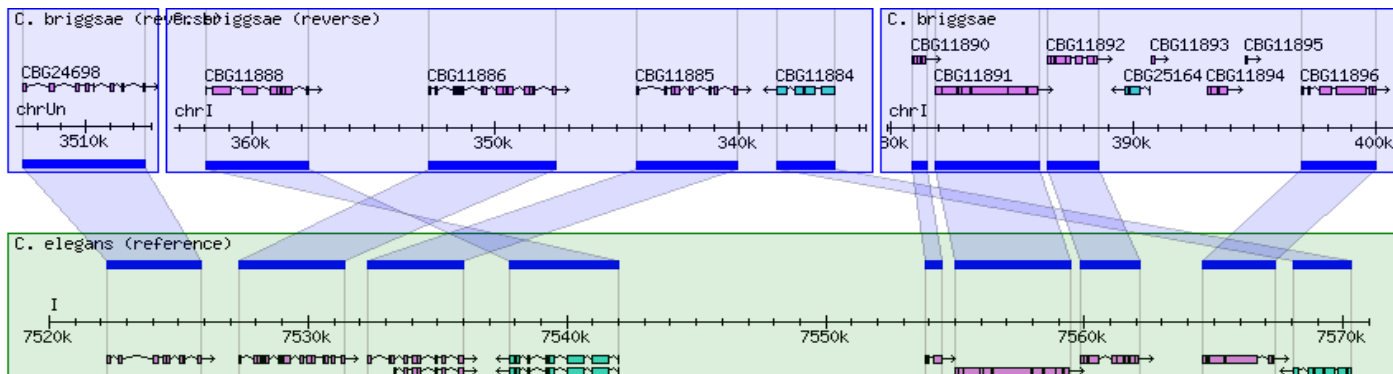 C. briggsae (reverse)
C. briggsae (reverse)
C. briggsae
CBG24698
CBG11888
CBG11886
CBG11885
CBG11884
CBG11890
CBG11892
CBG11893
CBG11895
CBG11891
CBG25164
CBG11894
CBG11896
chrUn
chrI
chrI
3510k
360k
350k
340k
80k
390k
400k
C. elegans (reference)
I
7520k
7530k
7540k
7550k
7560k
7570k